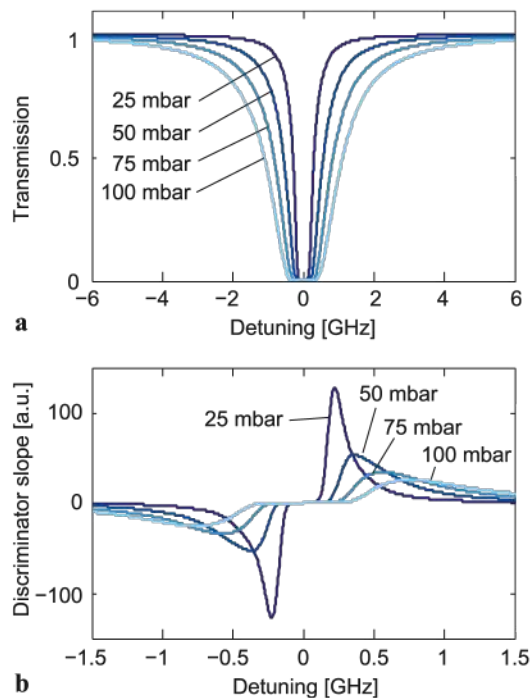 1
0.5
0
Transmission
25 mbar
50 mbar
75 mbar
100 mbar
−6
−4
−2
0
2
4
6
Detuning [GHz]
a
100
0
−100
Discriminator slope [a.u.]
25 mbar
50 mbar
75 mbar
100 mbar
−1.5
−1
−0.5
0
0.5
1
1.5
Detuning [GHz]
b